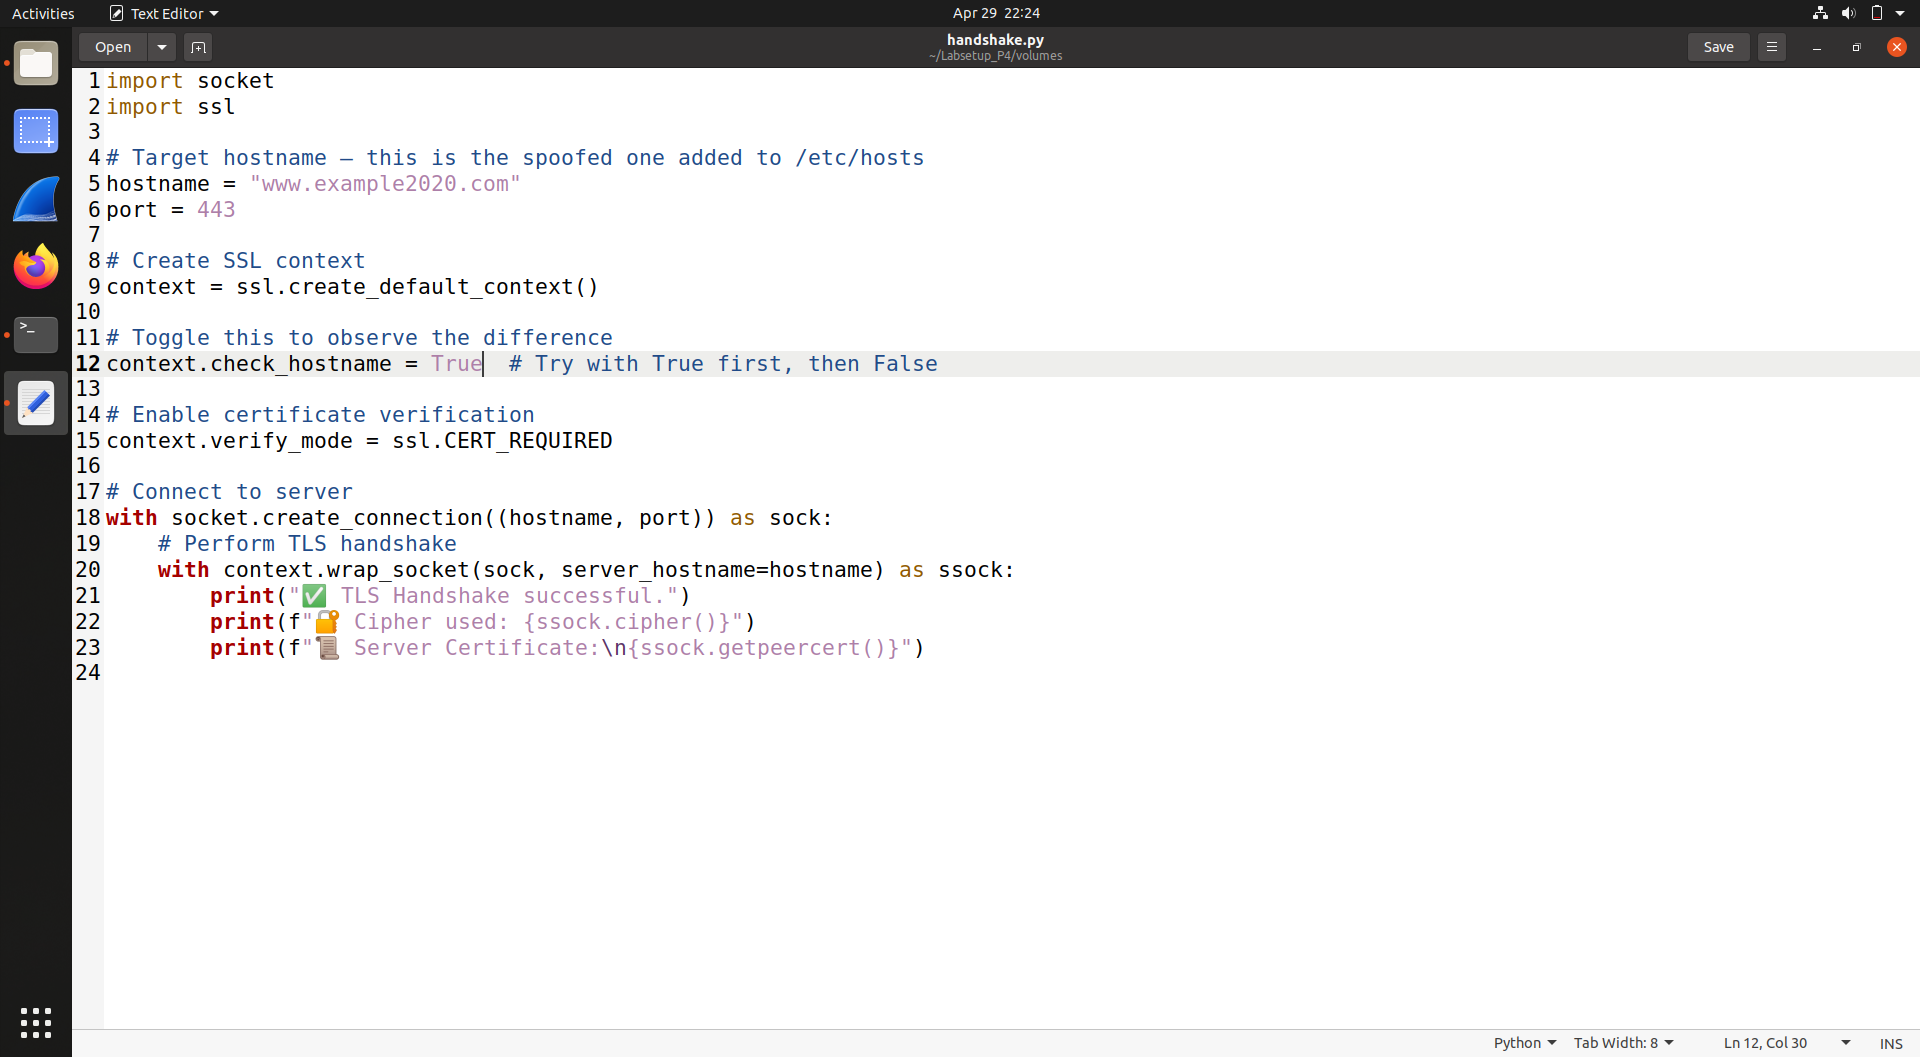 Activities
Text Editor
Apr 29 22:24
Open
handshake.py
~/Labsetup_P4/volumes
Save
1 import socket
2 import ssl
3
4 # Target hostname — this is the spoofed one added to /etc/hosts
5 hostname = "www.example2020.com"
6 port = 443
7
8 # Create SSL context
9 context = ssl.create_default_context()
10
11 # Toggle this to observe the difference
12 context.check_hostname = True  # Try with True first, then False
13
14 # Enable certificate verification
15 context.verify_mode = ssl.CERT_REQUIRED
16
17 # Connect to server
18 with socket.create_connection((hostname, port)) as sock:
19     # Perform TLS handshake
20     with context.wrap_socket(sock, server_hostname=hostname) as ssock:
21         print("✅ TLS Handshake successful.")
22         print(f"🔐 Cipher used: {ssock.cipher()}")
23         print(f"📜 Server Certificate:\n{ssock.getpeercert()}")
24
Python
Tab Width: 8
Ln 12, Col 30
INS